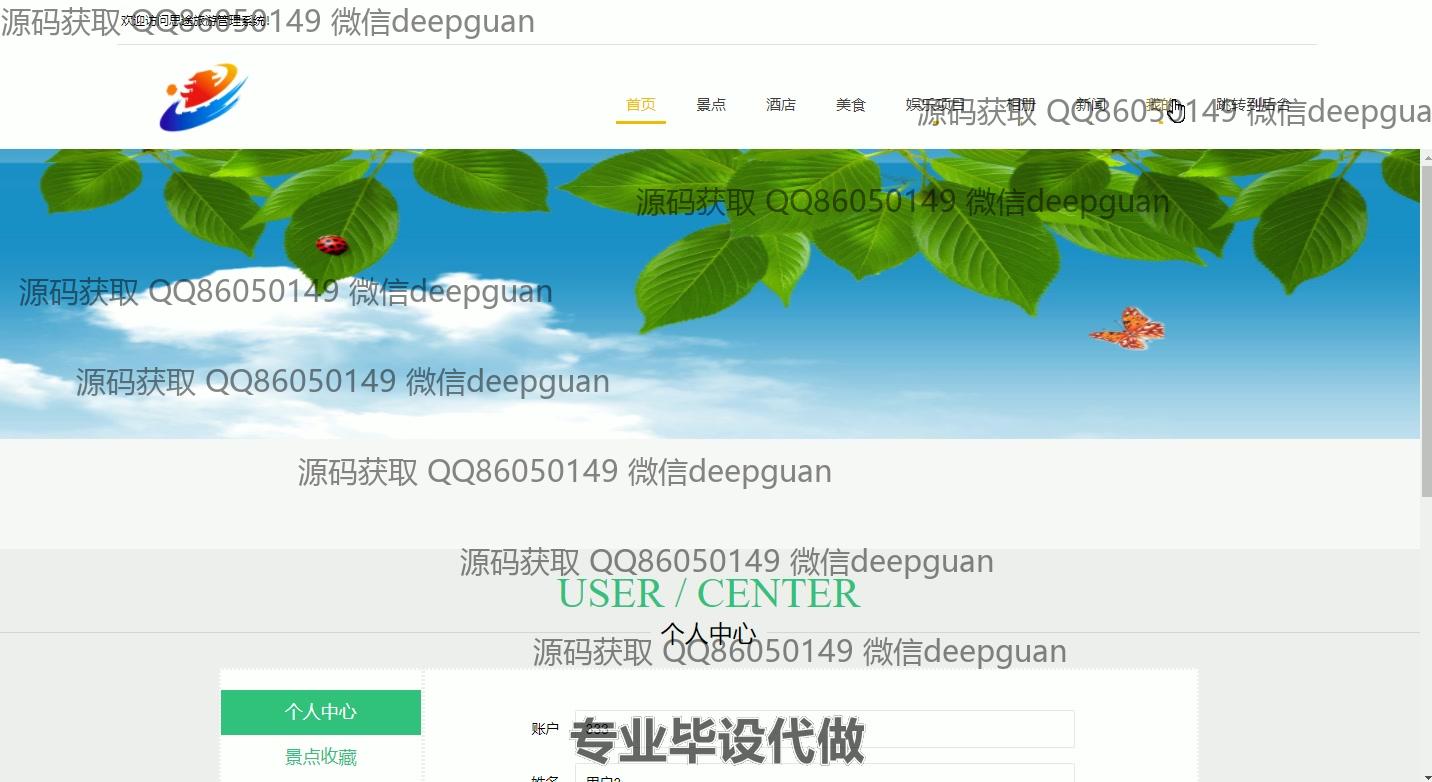 欢迎访问思途旅游管理系统!
源码获取 QQ86050149 微信deepguan
首页 景点 酒店 美食 娱乐项目 相册 新闻 我的 跳转到后台
源码获取 QQ86050149 微信deepgua
源码获取 QQ86050149 微信deepguan
源码获取 QQ86050149 微信deepguan
源码获取 QQ86050149 微信deepguan
源码获取 QQ86050149 微信deepguan
源码获取 QQ86050149 微信deepguan
USER / CENTER
个人中心
源码获取 QQ86050149 微信deepguan
个人中心
账户 333
专业毕设代做
景点收藏
姓名 用户3